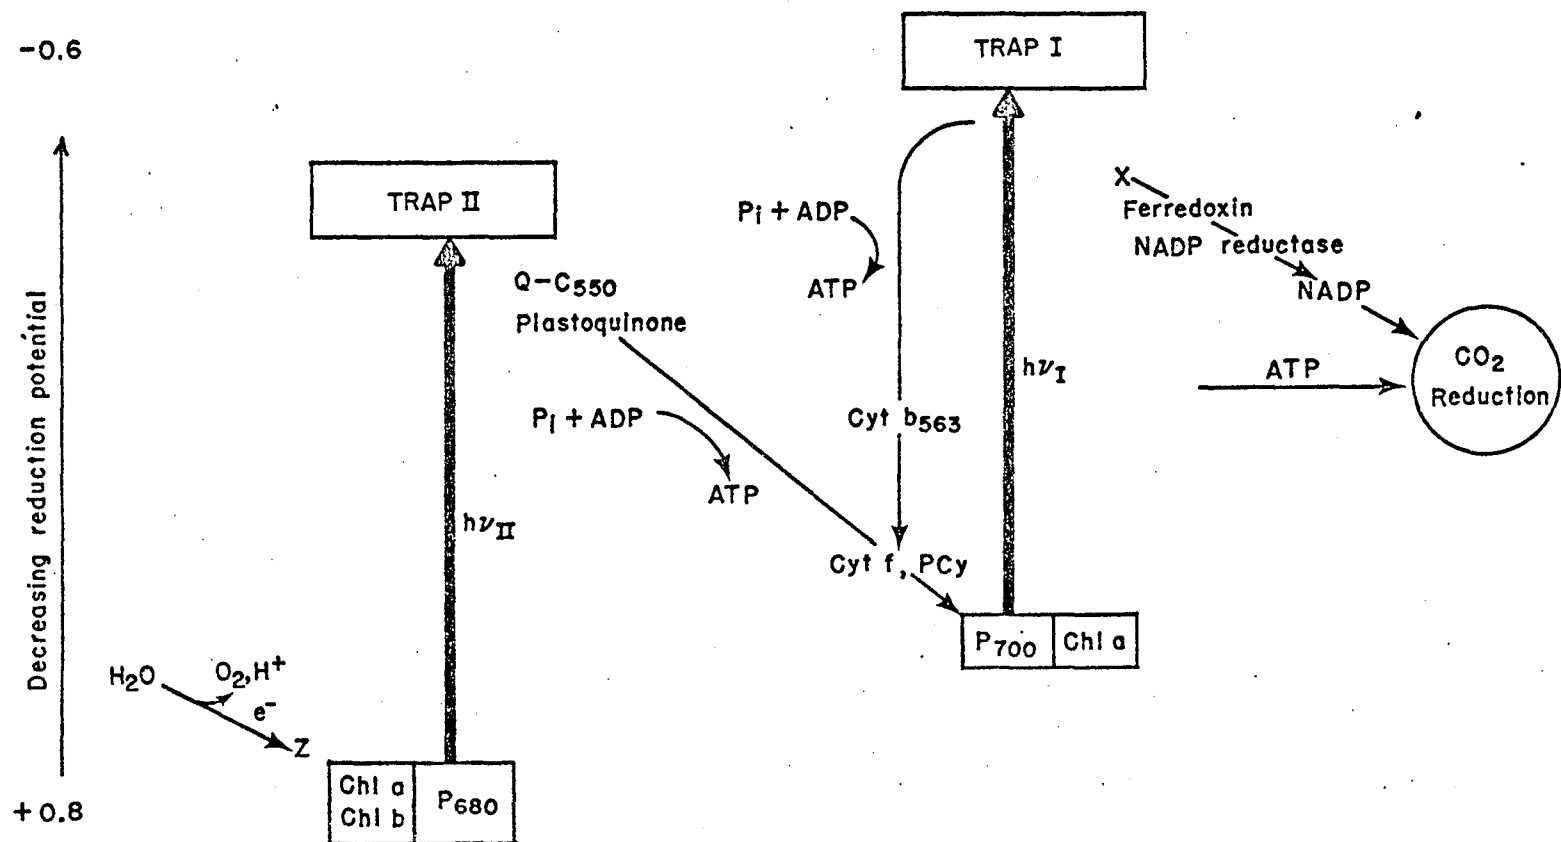 -0.6
TRAP I
TRAP II
X
Ferredoxin
NADP reductase
NADP
Pi + ADP
ATP
Q-C550
Plastoquinone
hνI
ATP
CO2
Reduction
Pi + ADP
ATP
Cyt b563
Decreasing reduction potential
hνII
Cyt f, PCy
P700
Chl a
H2O
O2, H+
e-
Z
Chl a
Chl b
P680
+0.8